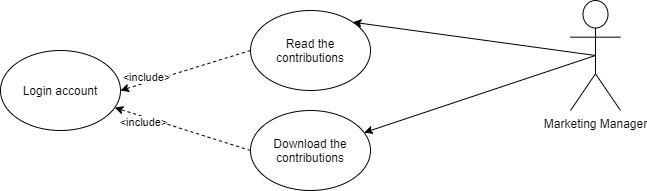 Read the
contributions
<include>
Login account
<include>
Marketing Manager
Download the
contributions